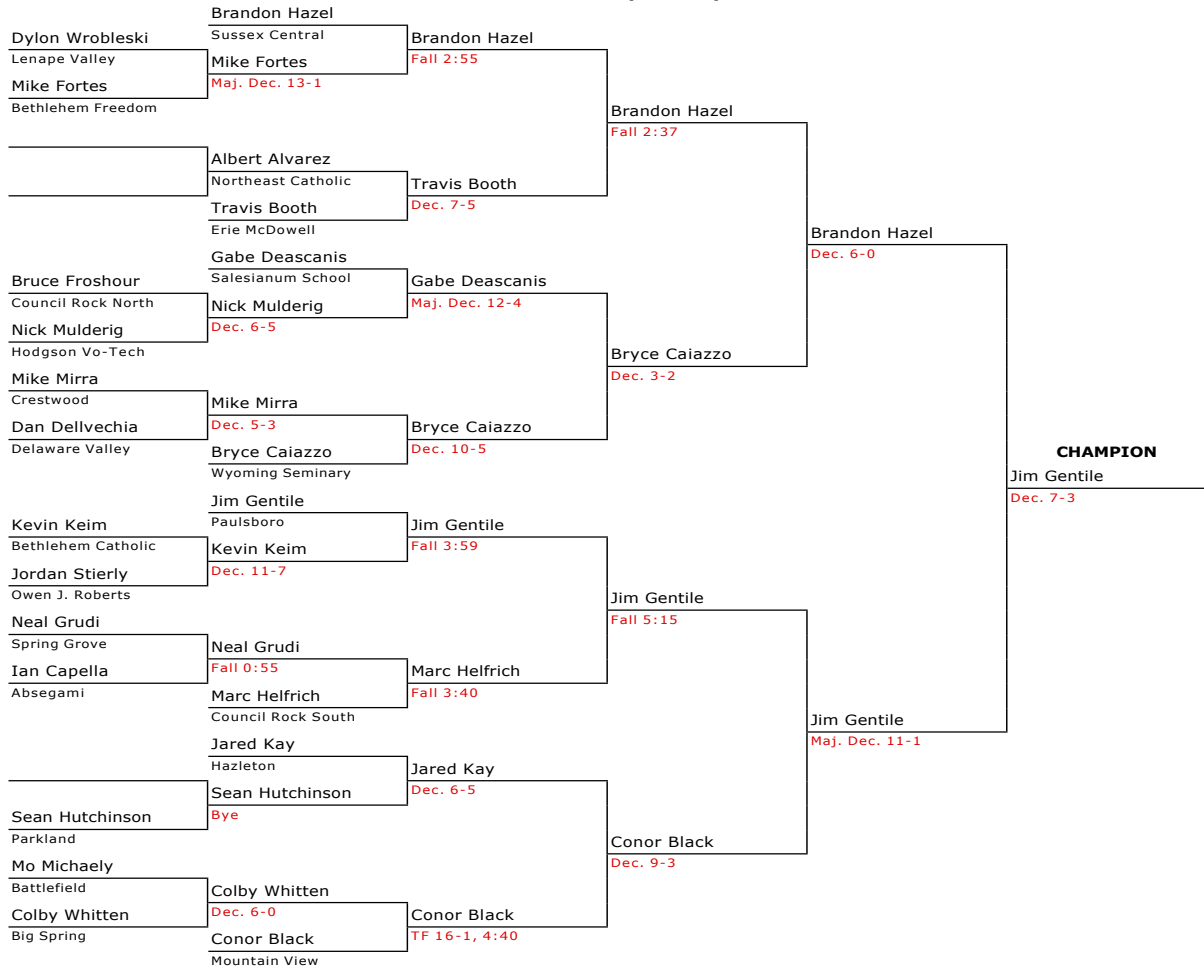 Brandon Hazel
Dylon Wrobleski
Sussex Central
Brandon Hazel
Lenape Valley
Mike Fortes
Fall 2:55
Mike Fortes
Maj. Dec. 13-1
Bethlehem Freedom
Brandon Hazel
Fall 2:37
Albert Alvarez
Northeast Catholic
Travis Booth
Travis Booth
Dec. 7-5
Erie McDowell
Brandon Hazel
Dec. 6-0
Gabe Deascanis
Bruce Froshour
Salesianum School
Gabe Deascanis
Council Rock North
Nick Mulderig
Maj. Dec. 12-4
Nick Mulderig
Dec. 6-5
Hodgson Vo-Tech
Bryce Caiazzo
Dec. 3-2
Mike Mirra
Crestwood
Mike Mirra
Dan Dellvechia
Dec. 5-3
Bryce Caiazzo
Delaware Valley
Bryce Caiazzo
Dec. 10-5
Wyoming Seminary
CHAMPION
Jim Gentile
Dec. 7-3
Jim Gentile
Kevin Keim
Paulsboro
Jim Gentile
Bethlehem Catholic
Kevin Keim
Fall 3:59
Jordan Stierly
Dec. 11-7
Owen J. Roberts
Jim Gentile
Fall 5:15
Neal Grudi
Spring Grove
Neal Grudi
Ian Capella
Fall 0:55
Marc Helfrich
Absegami
Marc Helfrich
Fall 3:40
Council Rock South
Jim Gentile
Maj. Dec. 11-1
Jared Kay
Hazleton
Jared Kay
Sean Hutchinson
Dec. 6-5
Sean Hutchinson
Bye
Parkland
Conor Black
Dec. 9-3
Mo Michaely
Battlefield
Colby Whitten
Colby Whitten
Dec. 6-0
Conor Black
Big Spring
Conor Black
TF 16-1, 4:40
Mountain View